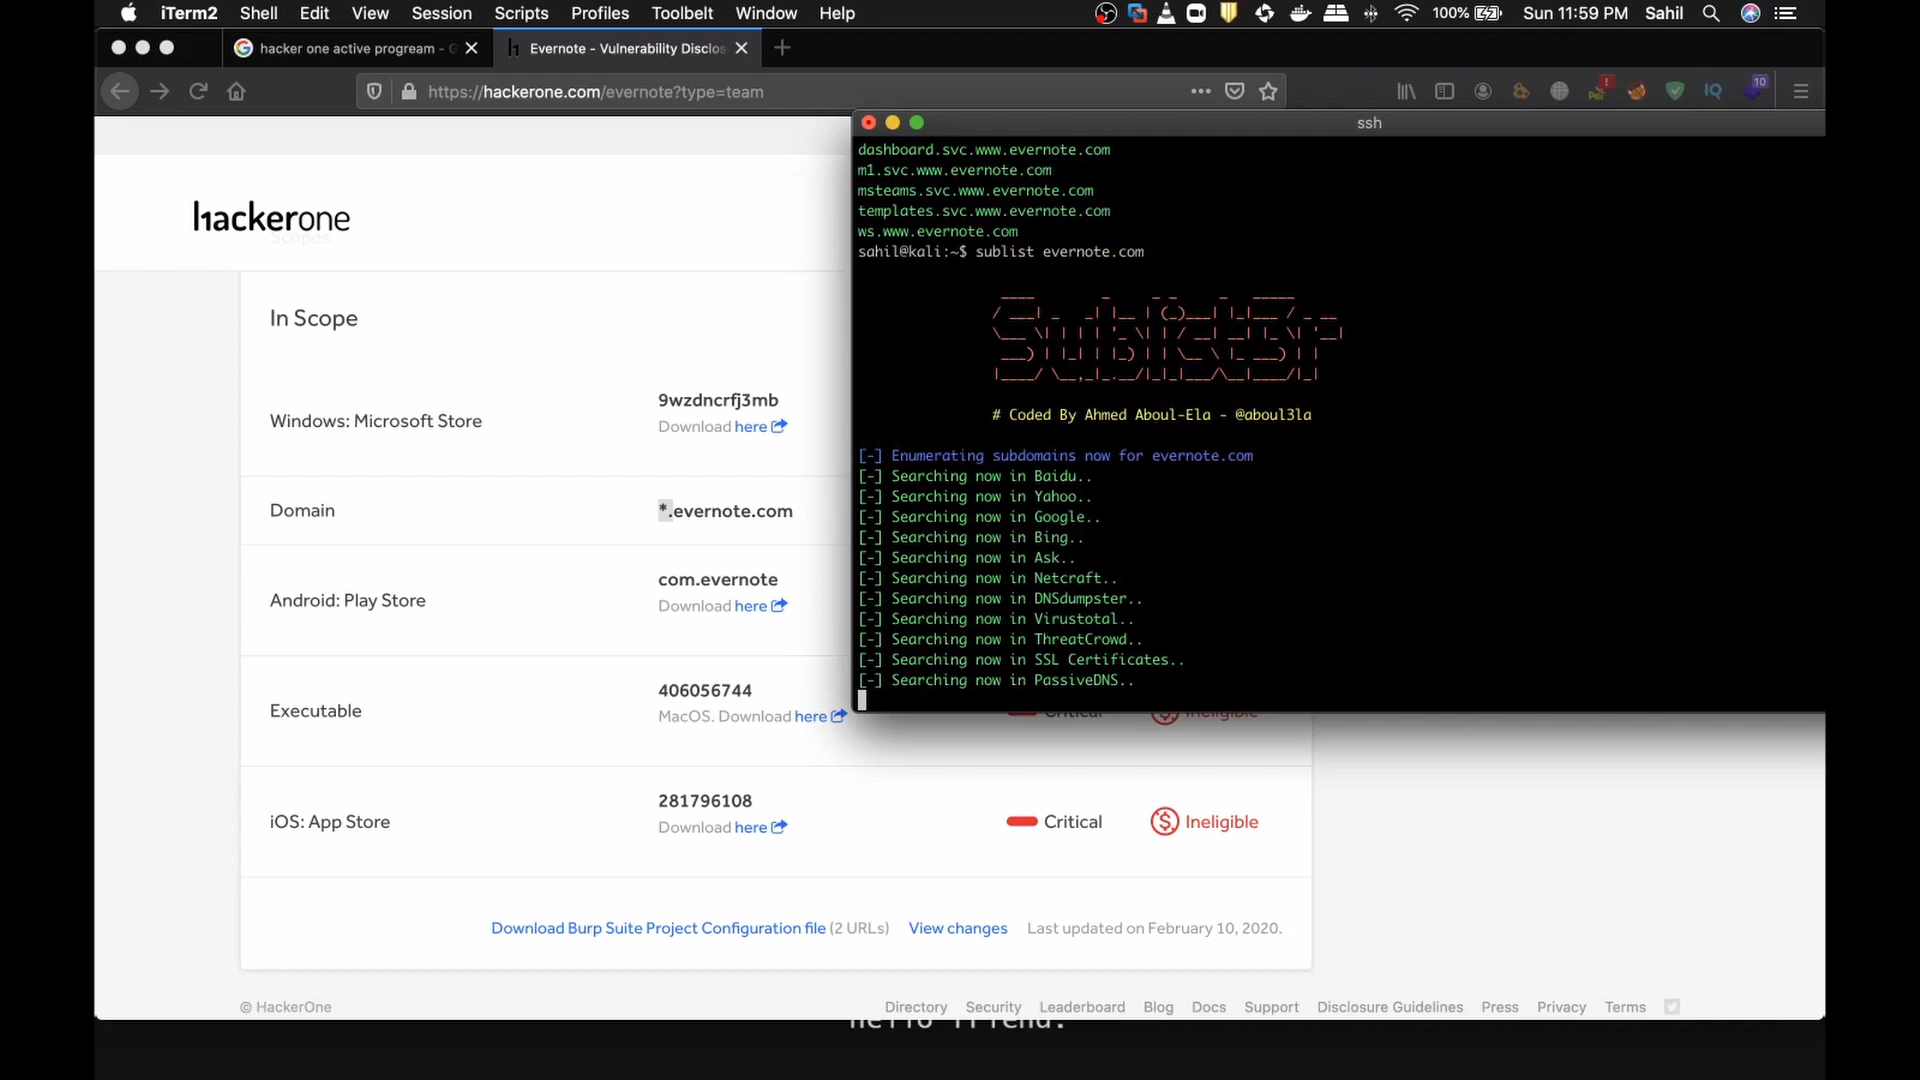 iTerm2 Shell Edit View Session Scripts Profiles Toolbelt Window Help 100% Sun 11:59 PM Sahil
hacker one active progream - G
Evernote - Vulnerability Disclos
https://hackerone.com/evernote?type=team
10
ssh
dashboard.svc.www.evernote.com
m1.svc.www.evernote.com
msteams.svc.www.evernote.com
templates.svc.www.evernote.com
ws.www.evernote.com
sahil@kali:~$ sublist evernote.com
Sublist3r
# Coded By Ahmed Aboul-Ela - @aboul3la
[-] Enumerating subdomains now for evernote.com
[-] Searching now in Baidu..
[-] Searching now in Yahoo..
[-] Searching now in Google..
[-] Searching now in Bing..
[-] Searching now in Ask..
[-] Searching now in Netcraft..
[-] Searching now in DNSdumpster..
[-] Searching now in Virustotal..
[-] Searching now in ThreatCrowd..
[-] Searching now in SSL Certificates..
[-] Searching now in PassiveDNS..
hackerone
Scopes
In Scope
Windows: Microsoft Store
9wzdncrfj3mb
Download here
Domain
*.evernote.com
Android: Play Store
com.evernote
Download here
Executable
406056744
MacOS. Download here
Critical Ineligible
iOS: App Store
281796108
Download here
Critical Ineligible
Download Burp Suite Project Configuration file (2 URLs) View changes Last updated on February 10, 2020.
© HackerOne
Directory Security Leaderboard Blog Docs Support Disclosure Guidelines Press Privacy Terms
hello friend.